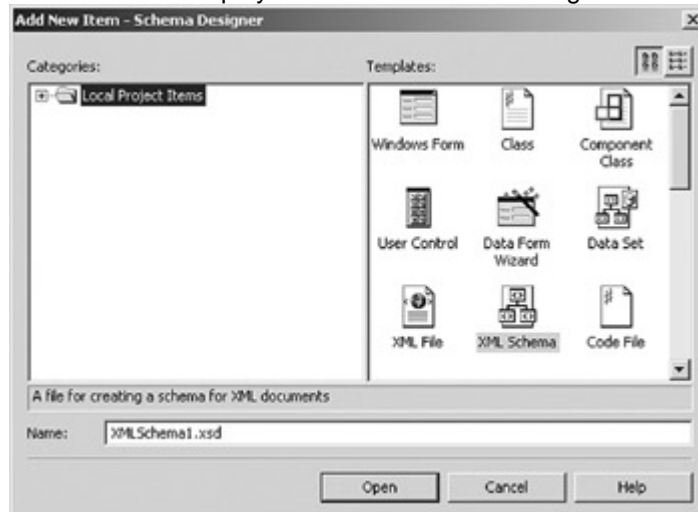 Add New Item - Schema Designer
Categories:
Templates:
Local Project Items
Windows Form
Class
Component
Class
User Control
Data Form
Wizard
Data Set
XML File
XML Schema
Code File
A file for creating a schema for XML documents
Name:
XMLSchema1.xsd
Open
Cancel
Help